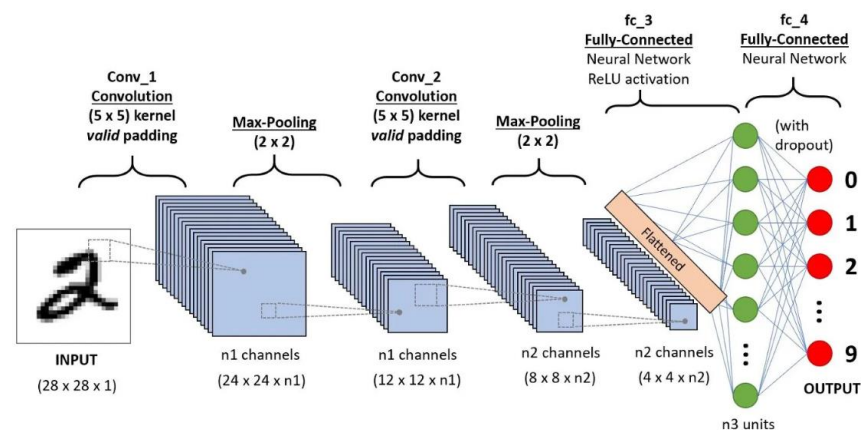 fc_3
Fully-Connected
Neural Network
ReLU activation
fc_4
Fully-Connected
Neural Network
Conv_1
Convolution
(5 x 5) kernel
valid padding
Max-Pooling
(2 x 2)
Conv_2
Convolution
(5 x 5) kernel
valid padding
Max-Pooling
(2 x 2)
(with
dropout)
Flattened
0
1
2
9
2
INPUT
(28 x 28 x 1)
n1 channels
(24 x 24 x n1)
n1 channels
(12 x 12 x n1)
n2 channels
(8 x 8 x n2)
n2 channels
(4 x 4 x n2)
OUTPUT
n3 units